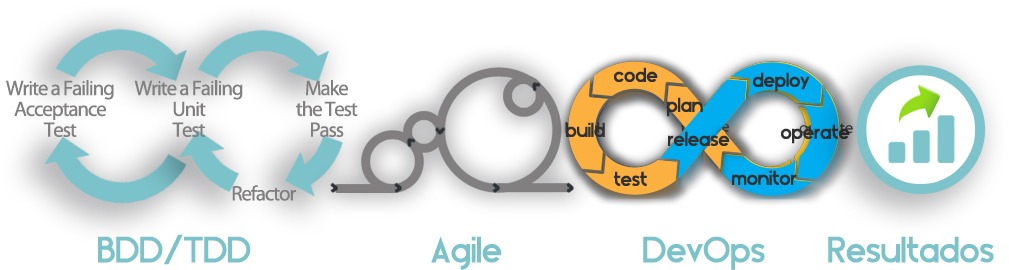 Write a Failing
Acceptance
Test
Write a Failing
Unit
Test
Make
the Test
Pass
Refactor
code
plan
build
test
release
deploy
operate
monitor
BDD/TDD
Agile
DevOps
Resultados